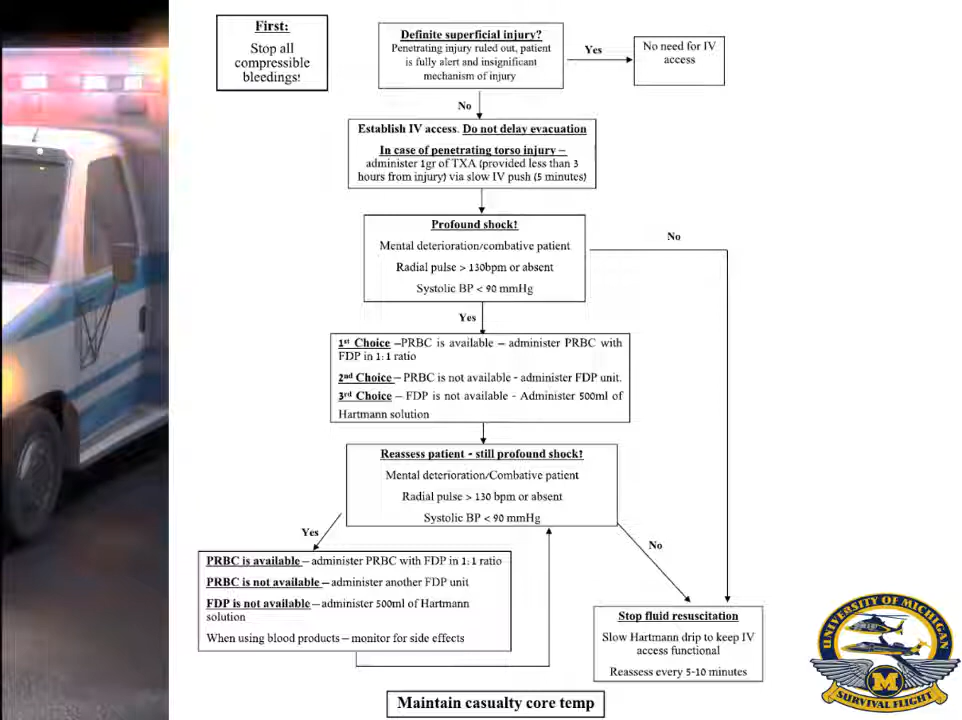 First:
Stop all
compressible
bleedings!
Definite superficial injury?
Penetrating injury ruled out, patient
is fully alert and insignificant
mechanism of injury
Yes
No need for IV
access
No
Establish IV access. Do not delay evacuation
In case of penetrating torso injury –
administer 1gr of TXA (provided less than 3
hours from injury) via slow IV push (5 minutes)
Profound shock!
Mental deterioration/combative patient
Radial pulse > 130bpm or absent
Systolic BP < 90 mmHg
No
Yes
1st Choice –PRBC is available – administer PRBC with
FDP in 1:1 ratio
2nd Choice – PRBC is not available - administer FDP unit.
3rd Choice – FDP is not available - Administer 500ml of
Hartmann solution
Reassess patient - still profound shock!
Mental deterioration/Combative patient
Radial pulse > 130 bpm or absent
Systolic BP < 90 mmHg
Yes
No
PRBC is available – administer PRBC with FDP in 1:1 ratio
PRBC is not available – administer another FDP unit
FDP is not available – administer 500ml of Hartmann
solution
When using blood products – monitor for side effects
Stop fluid resuscitation
Slow Hartmann drip to keep IV
access functional
Reassess every 5-10 minutes
Maintain casualty core temp
UNIVERSITY OF MICHIGAN
M
SURVIVAL FLIGHT